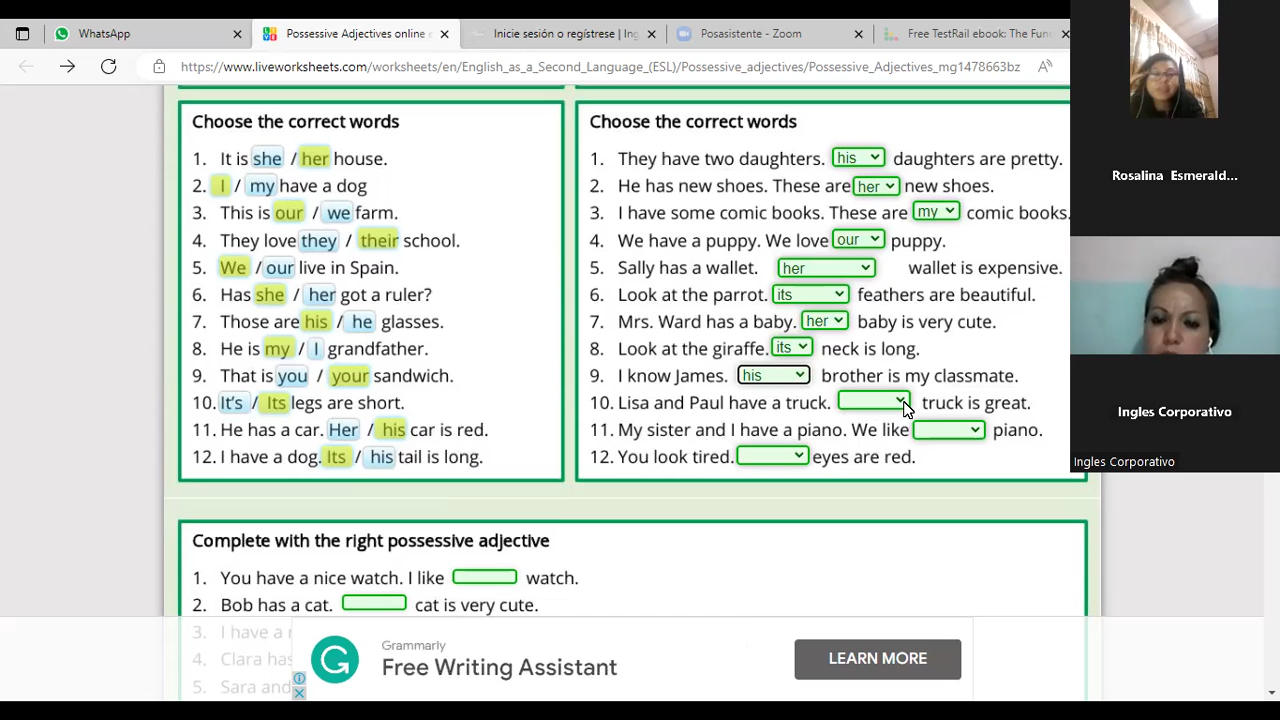 WhatsApp
Possessive Adjectives online
Inicie sesión o regístrese | Ing
Posasistente - Zoom
Free TestRail ebook: The Fun
https://www.liveworksheets.com/worksheets/en/English_as_a_Second_Language_(ESL)/Possessive_adjectives/Possessive_Adjectives_mg1478663bz
Choose the correct words
1. It is she / her house.
2. I / my have a dog
3. This is our / we farm.
4. They love they / their school.
5. We / our live in Spain.
6. Has she / her got a ruler?
7. Those are his / he glasses.
8. He is my / I grandfather.
9. That is you / your sandwich.
10. It's / Its legs are short.
11. He has a car. Her / his car is red.
12. I have a dog. Its / his tail is long.
Choose the correct words
1. They have two daughters. his daughters are pretty.
2. He has new shoes. These are her new shoes.
3. I have some comic books. These are my comic books.
4. We have a puppy. We love our puppy.
5. Sally has a wallet. her wallet is expensive.
6. Look at the parrot. its feathers are beautiful.
7. Mrs. Ward has a baby. her baby is very cute.
8. Look at the giraffe. its neck is long.
9. I know James. his brother is my classmate.
10. Lisa and Paul have a truck. truck is great.
11. My sister and I have a piano. We like piano.
12. You look tired. eyes are red.
Complete with the right possessive adjective
1. You have a nice watch. I like watch.
2. Bob has a cat. cat is very cute.
3. I have a
4. Clara has
5. Sara and
Grammarly
Free Writing Assistant
LEARN MORE
Rosalina Esmerald...
Ingles Corporativo
Ingles Corporativo